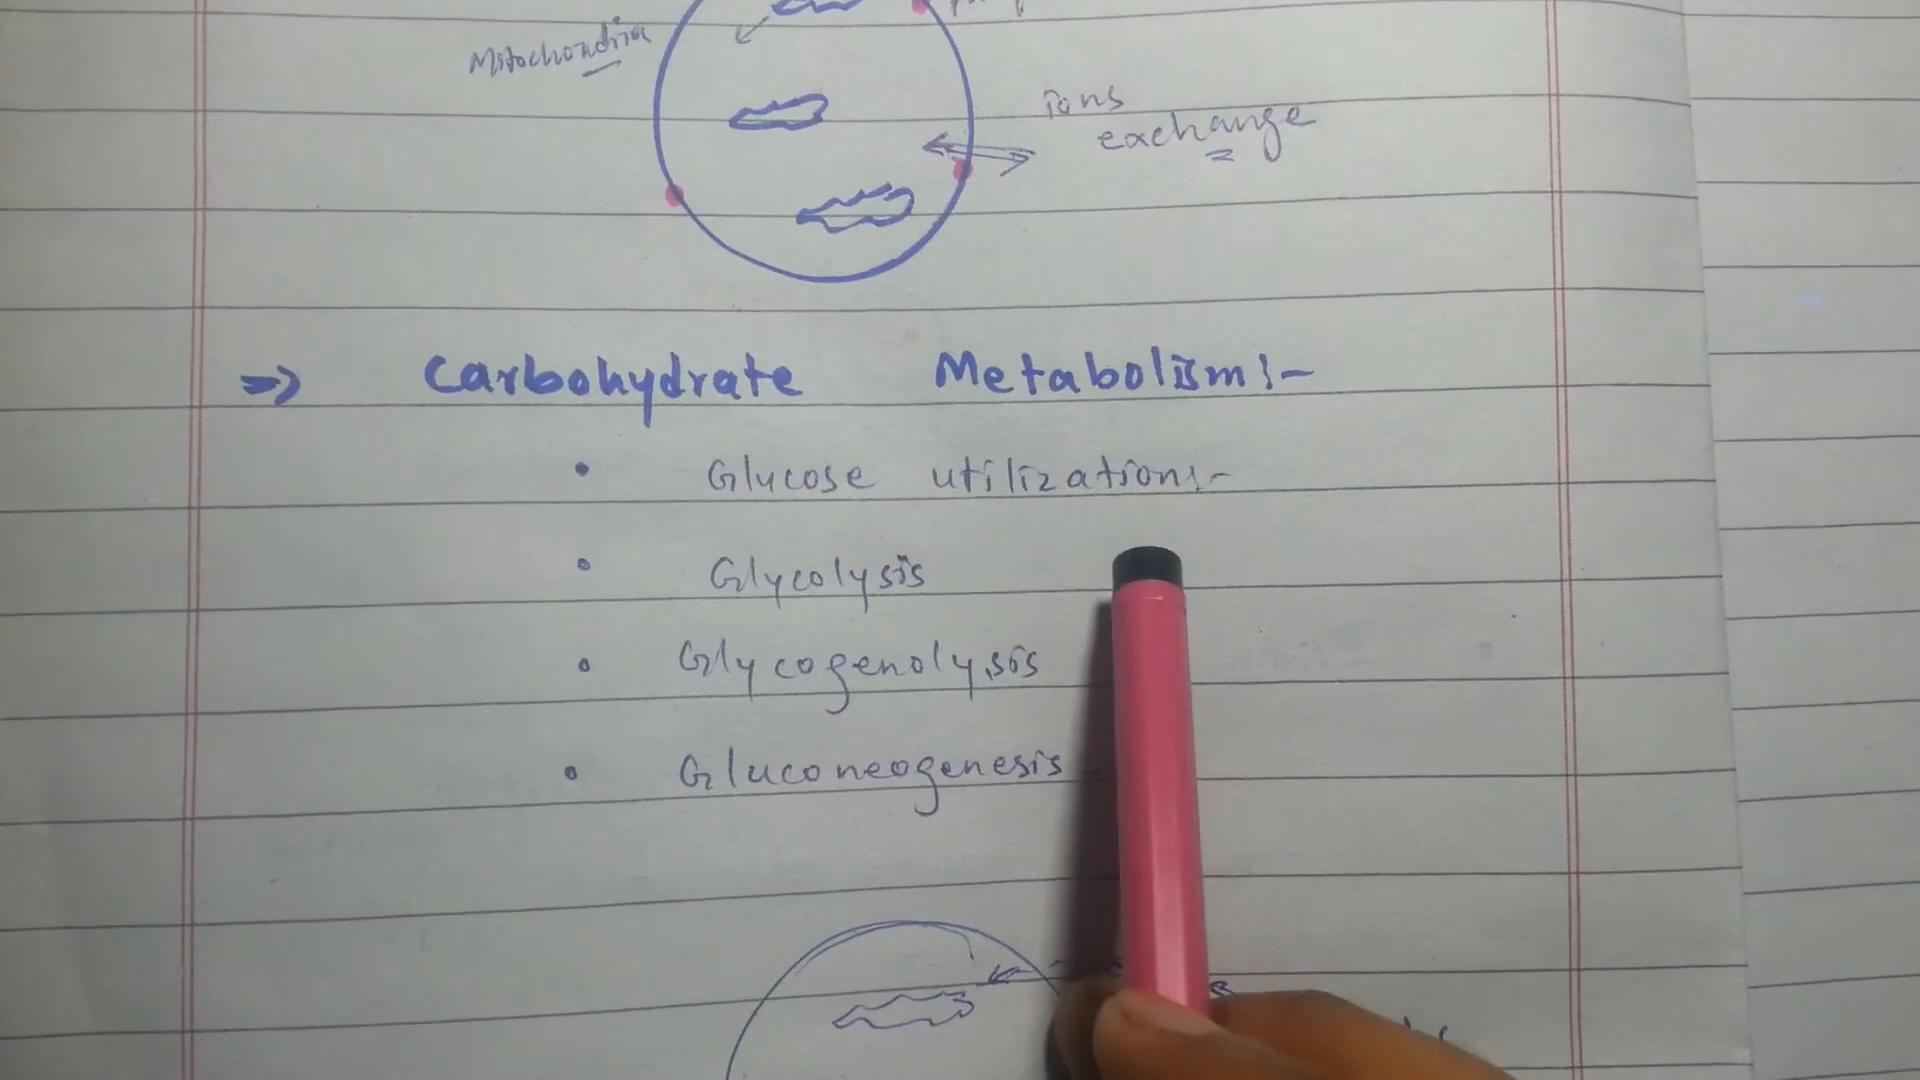 Mitochondria
ions
exchange
⇒ Carbohydrate Metabolism:-
• Glucose utilization:-
• Glycolysis
• Glycogenolysis
• Gluconeogenesis